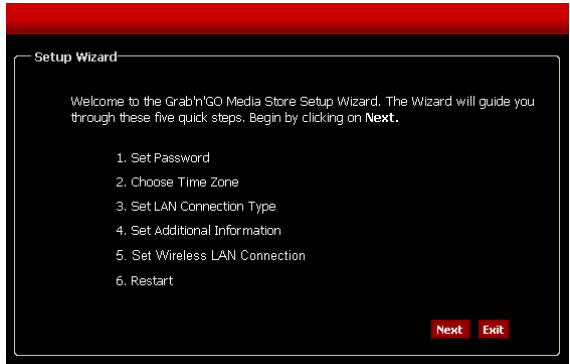 Setup Wizard
Welcome to the Grab'n'GO Media Store Setup Wizard. The Wizard will guide you
through these five quick steps. Begin by clicking on Next.
1. Set Password
2. Choose Time Zone
3. Set LAN Connection Type
4. Set Additional Information
5. Set Wireless LAN Connection
6. Restart
Next Exit